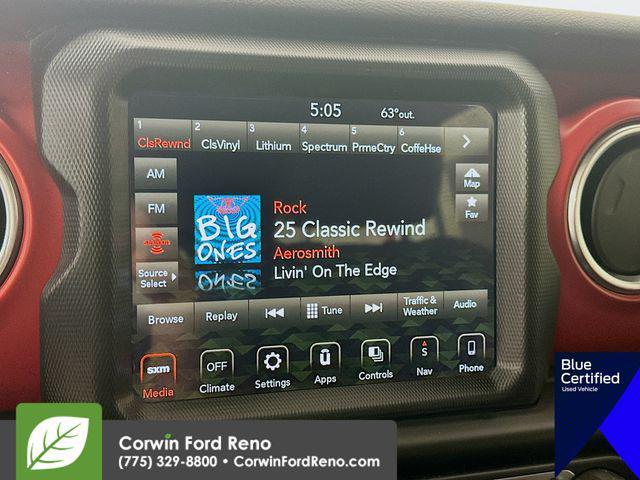 5:05 63°out.
1 2 3 4 5 6
ClsRewnd ClsVinyl Lithium Spectrum PrmeCtry CoffeHse
AM
Map
FM
Fav
BIG
ONES
Rock
25 Classic Rewind
Aerosmith
Livin' On The Edge
Source
Select
Browse Replay Tune Traffic & Weather Audio
sxm OFF S
Media Climate Settings Apps Controls Nav Phone
Blue
Certified
Used Vehicle
Corwin Ford Reno
(775) 329-8800 • CorwinFordReno.com